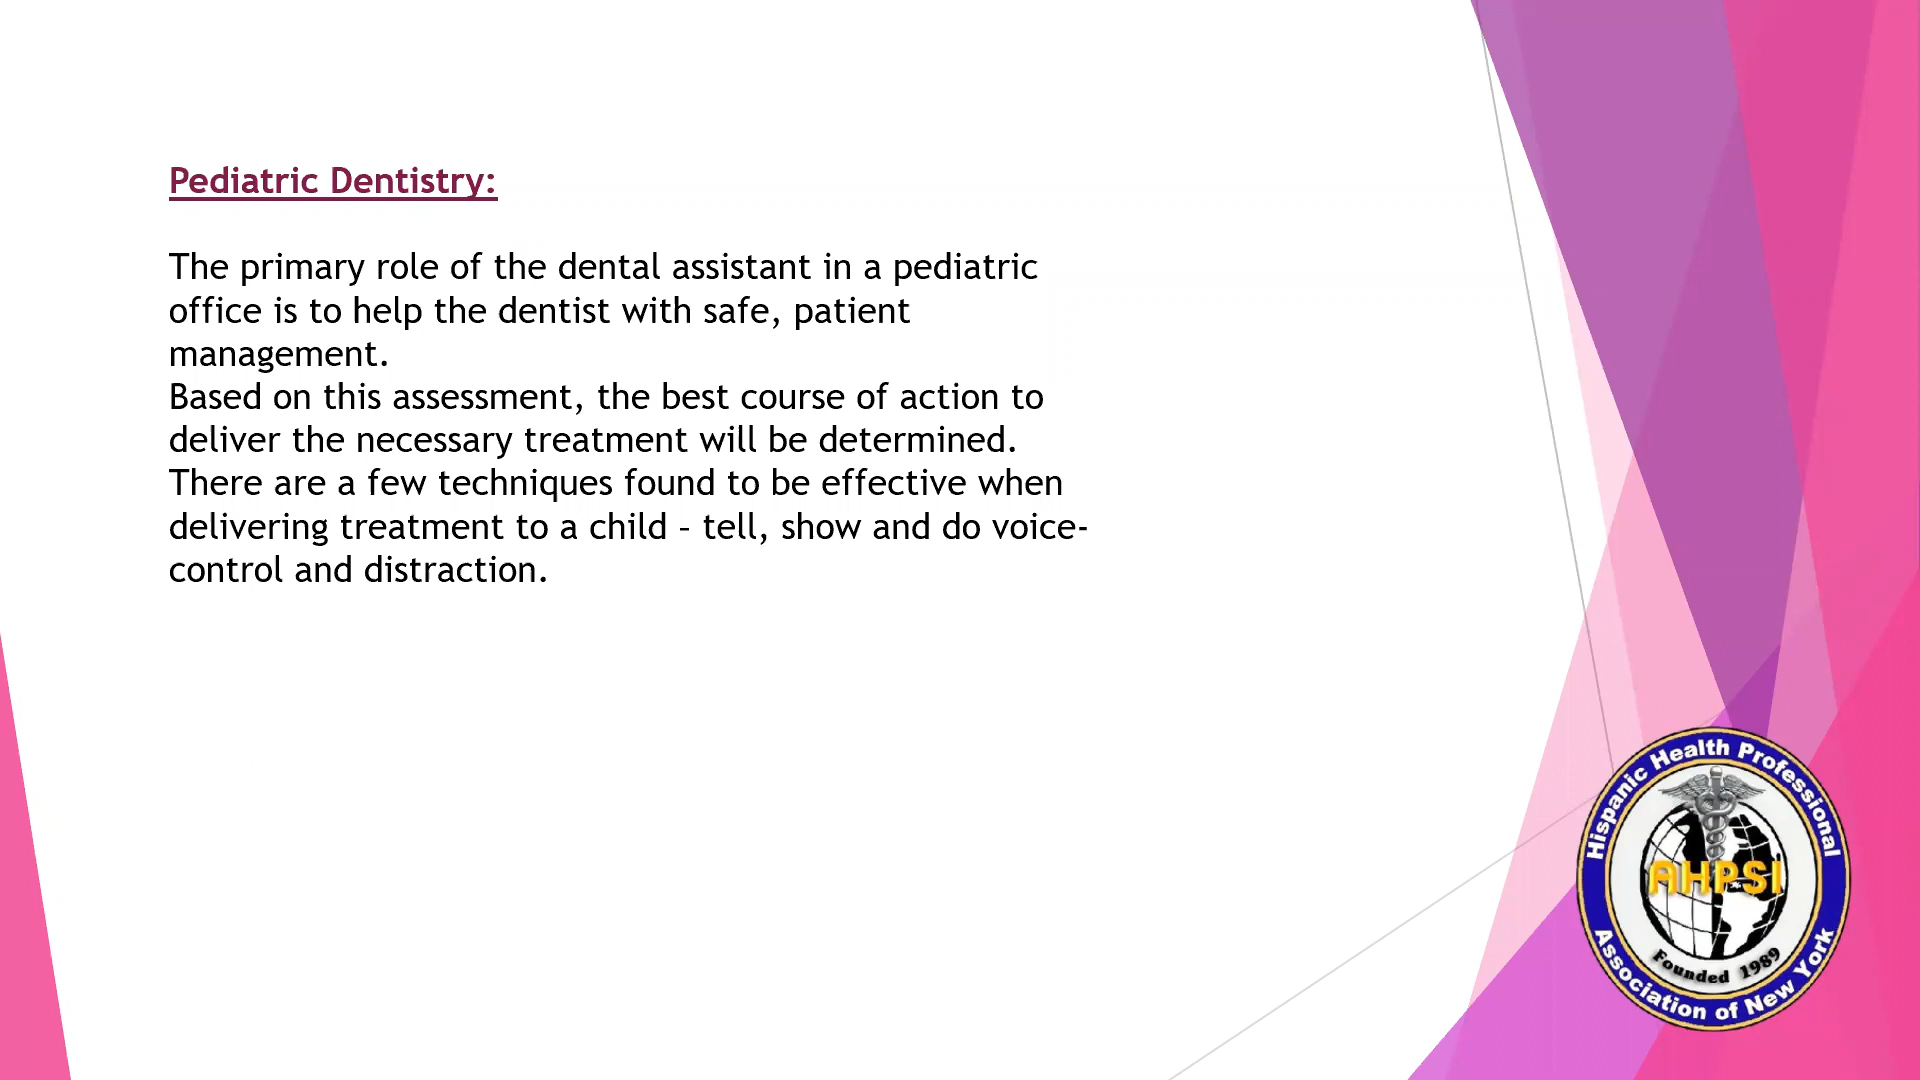 Pediatric Dentistry:
The primary role of the dental assistant in a pediatric
office is to help the dentist with safe, patient
management.
Based on this assessment, the best course of action to
deliver the necessary treatment will be determined.
There are a few techniques found to be effective when
delivering treatment to a child – tell, show and do voice-
control and distraction.
Hispanic Health Professional
AHPSI
Founded 1989
Association of New York